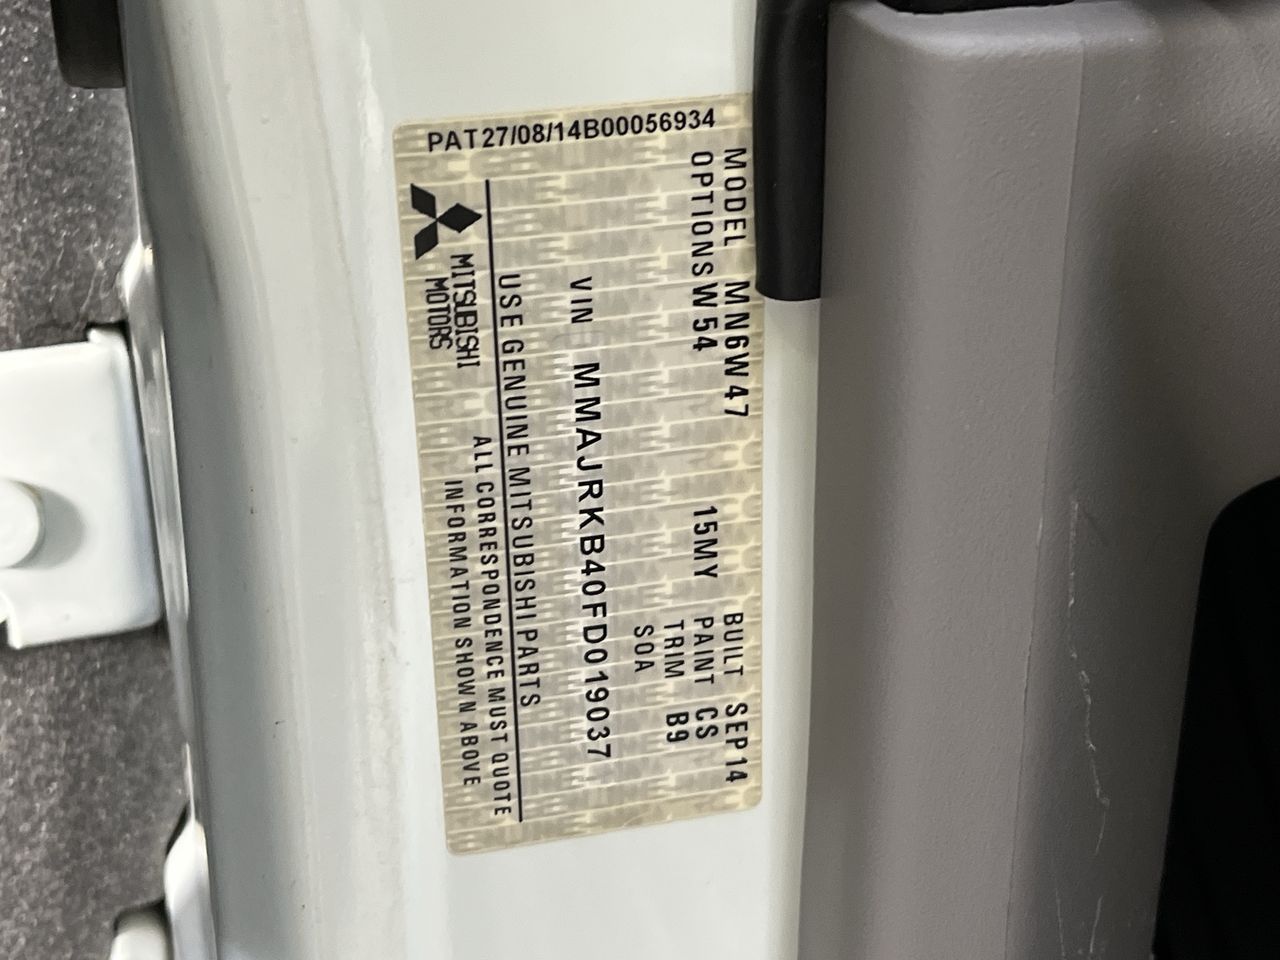 PAT27/08/14B00056934
MODEL MN6W47 BUILT SEP14
OPTIONS W54 15MY PAINT CS
TRIM B9
SOA
VIN MMAJRKB40FD019037
USE GENUINE MITSUBISHI PARTS
MITSUBISHI MOTORS
ALL CORRESPONDENCE MUST QUOTE
INFORMATION SHOWN ABOVE